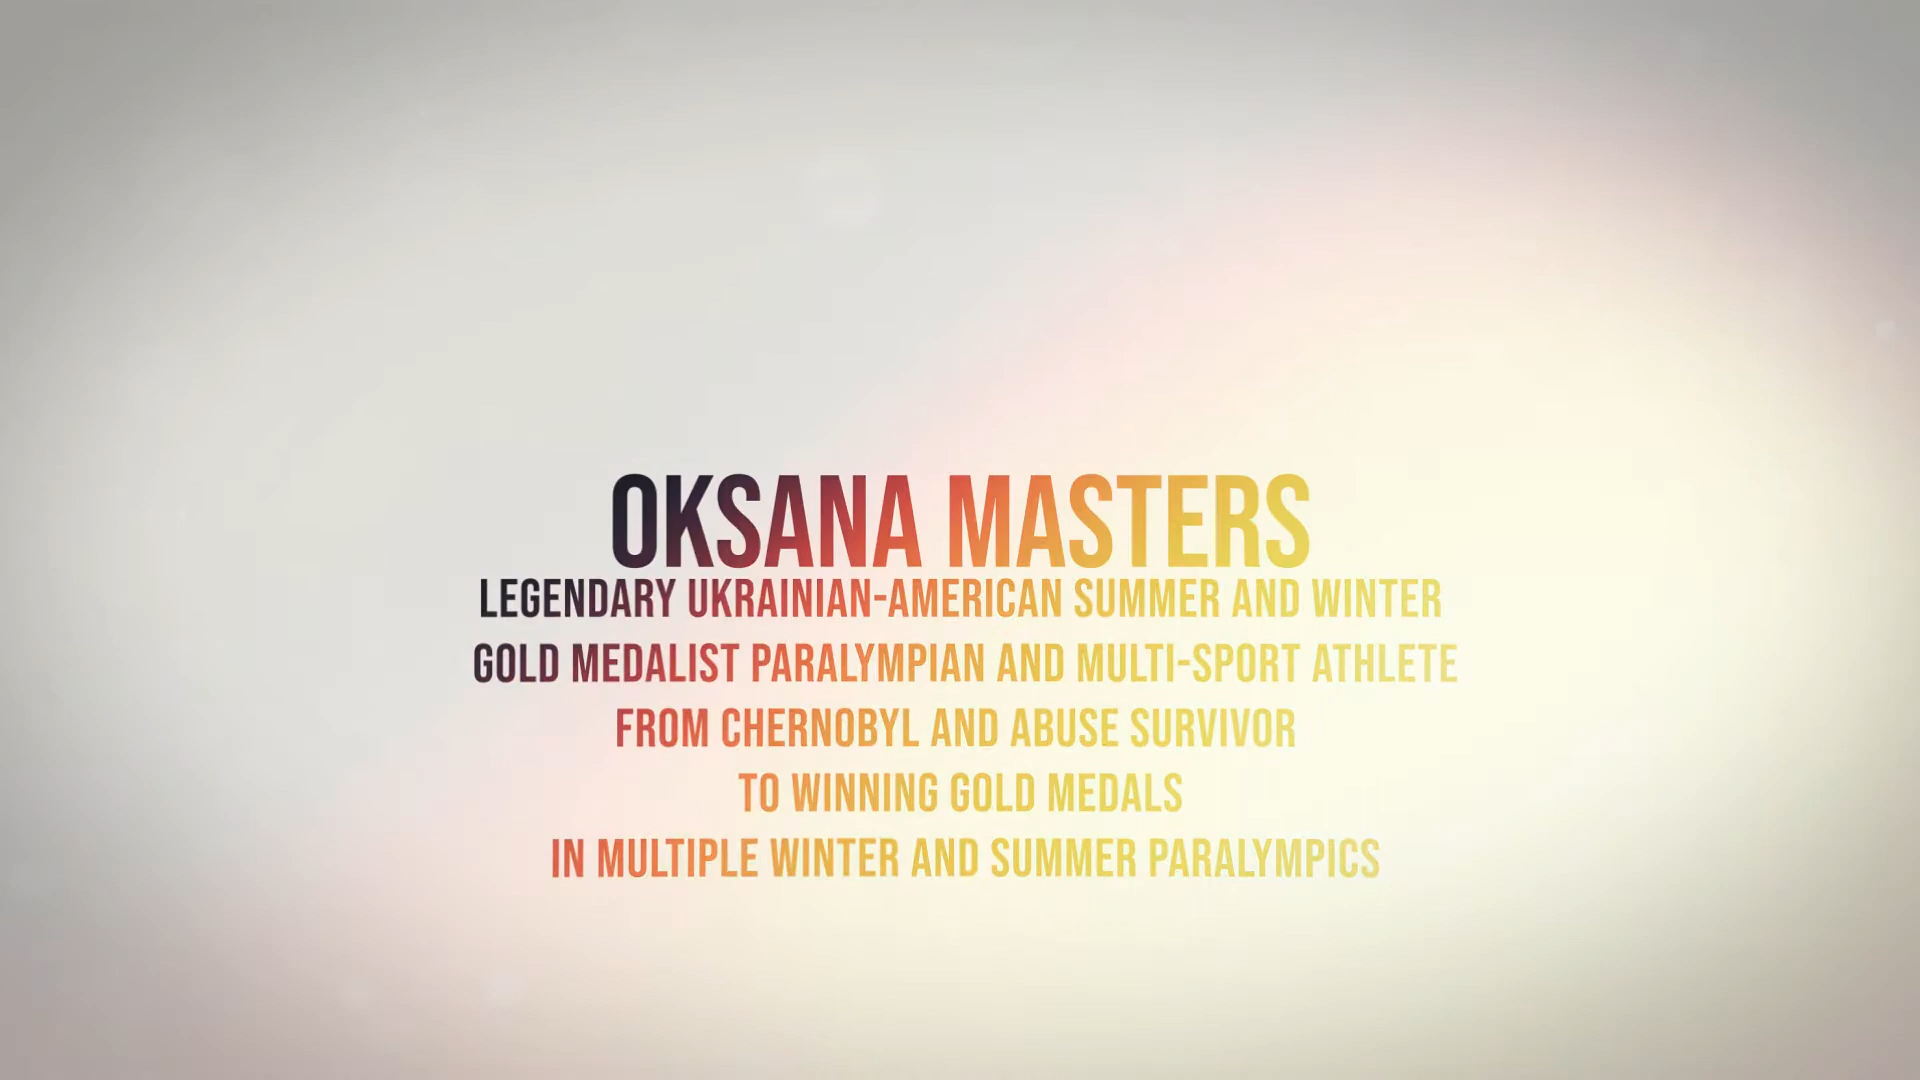 OKSANA MASTERS
LEGENDARY UKRAINIAN-AMERICAN SUMMER AND WINTER
GOLD MEDALIST PARALYMPIAN AND MULTI-SPORT ATHLETE
FROM CHERNOBYL AND ABUSE SURVIVOR
TO WINNING GOLD MEDALS
IN MULTIPLE WINTER AND SUMMER PARALYMPICS